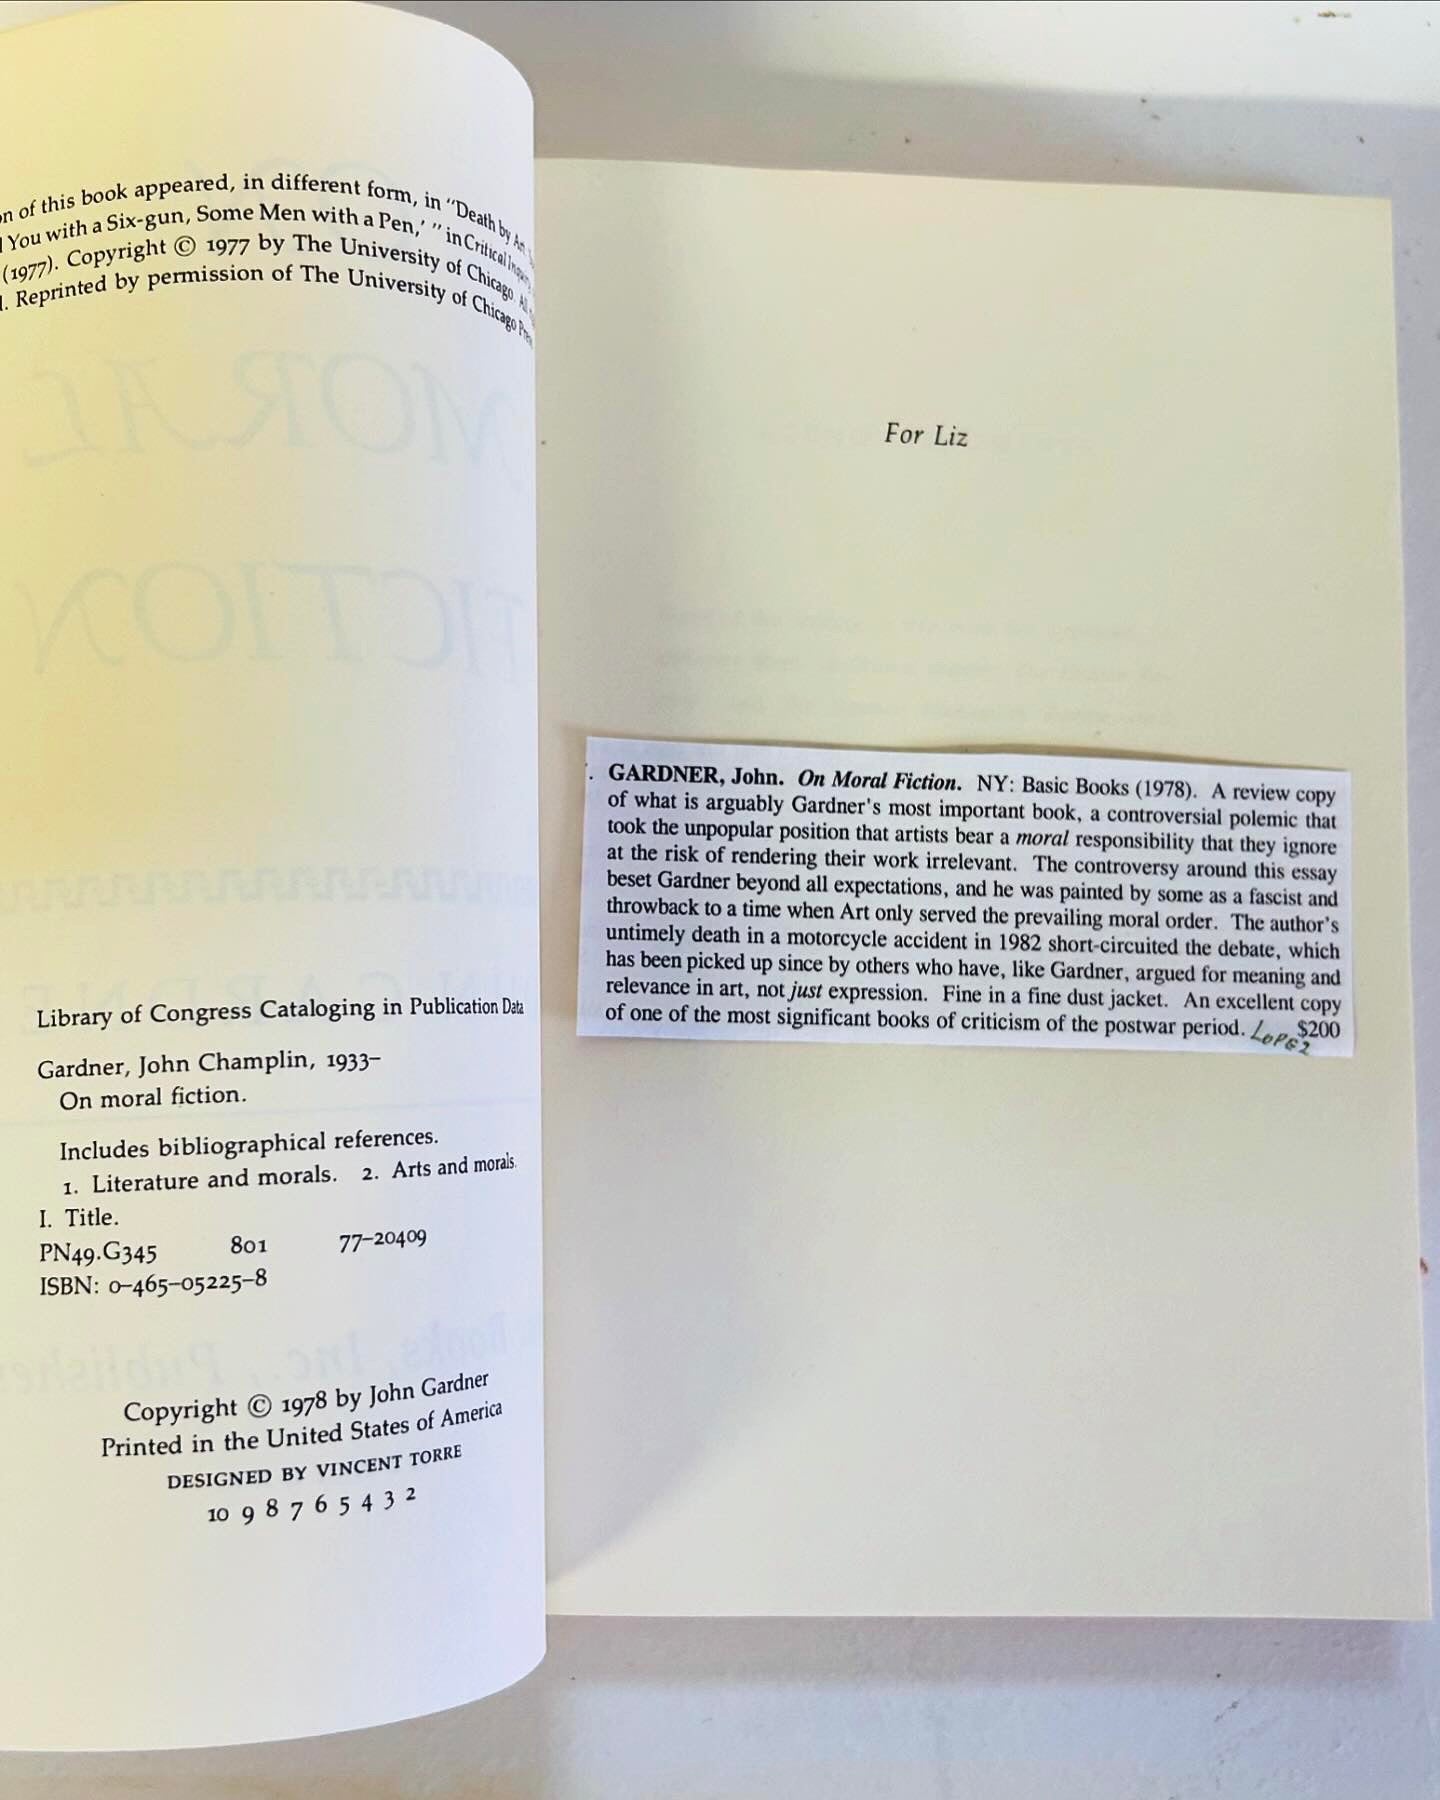 of this book appeared, in different form, in "Death by Art,
You with a Six-gun, Some Men with a Pen,' " in Critical Inquiry
(1977). Copyright © 1977 by The University of Chicago. All
Reprinted by permission of The University of Chicago Press
MORAL
FICTION
Library of Congress Cataloging in Publication Data
Gardner, John Champlin, 1933–
On moral fiction.
Includes bibliographical references.
1. Literature and morals. 2. Arts and morals.
I. Title.
PN49.G345 801 77–20409
ISBN: 0–465–05225–8
Copyright © 1978 by John Gardner
Printed in the United States of America
DESIGNED BY VINCENT TORRE
10 9 8 7 6 5 4 3 2
For Liz
. GARDNER, John. On Moral Fiction. NY: Basic Books (1978). A review copy
of what is arguably Gardner's most important book, a controversial polemic that
took the unpopular position that artists bear a moral responsibility that they ignore
at the risk of rendering their work irrelevant. The controversy around this essay
beset Gardner beyond all expectations, and he was painted by some as a fascist and
throwback to a time when Art only served the prevailing moral order. The author's
untimely death in a motorcycle accident in 1982 short-circuited the debate, which
has been picked up since by others who have, like Gardner, argued for meaning and
relevance in art, not just expression. Fine in a fine dust jacket. An excellent copy
of one of the most significant books of criticism of the postwar period. $200
LOPEZ